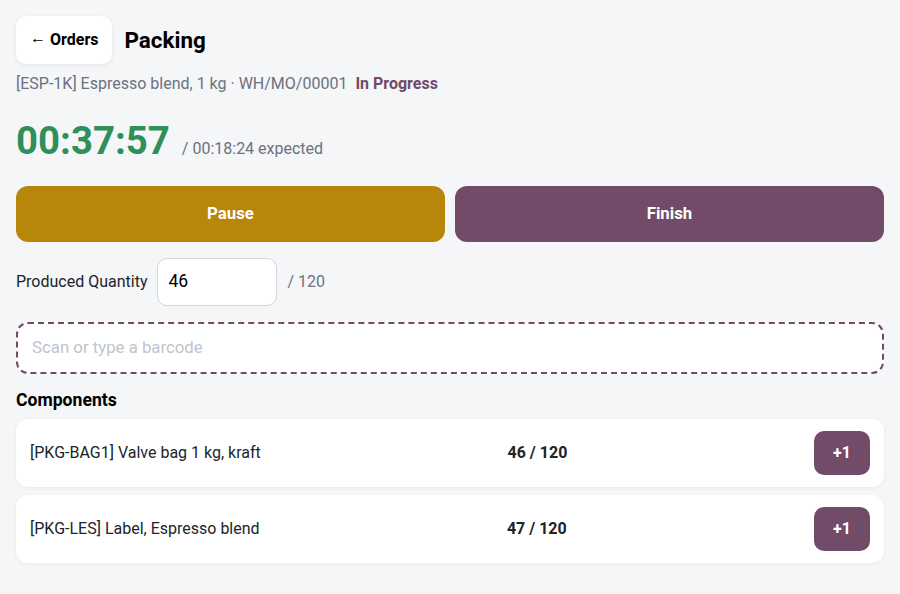 ← Orders Packing
[ESP-1K] Espresso blend, 1 kg · WH/MO/00001 In Progress
00:37:57 / 00:18:24 expected
Pause Finish
Produced Quantity 46 / 120
Scan or type a barcode
Components
[PKG-BAG1] Valve bag 1 kg, kraft 46 / 120 +1
[PKG-LES] Label, Espresso blend 47 / 120 +1